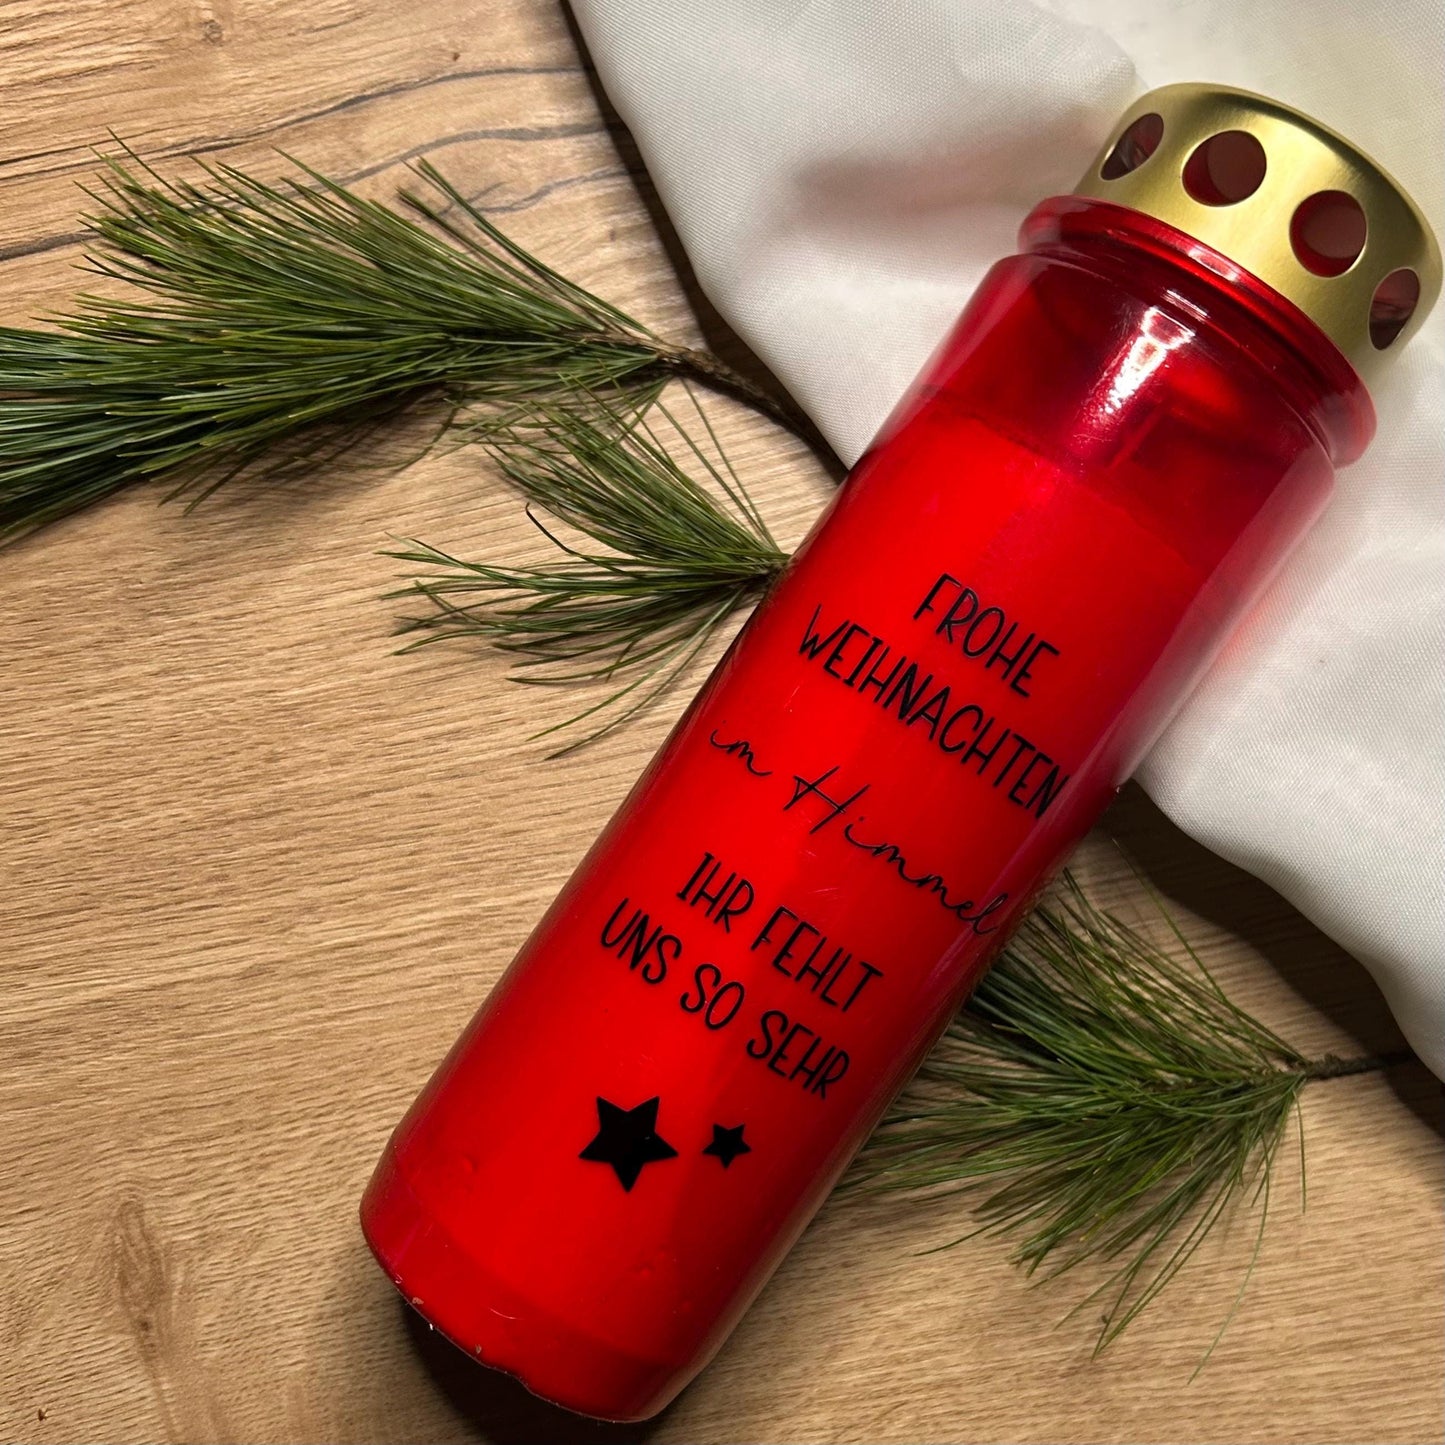 FROHE
WEIHNACHTEN
im Himmel
IHR FEHLT
UNS SO SEHR